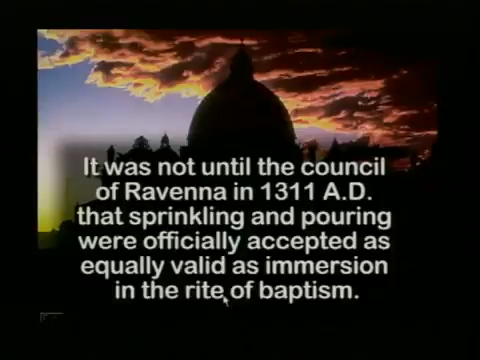 It was not until the council
of Ravenna in 1311 A.D.
that sprinkling and pouring
were officially accepted as
equally valid as immersion
in the rite of baptism.